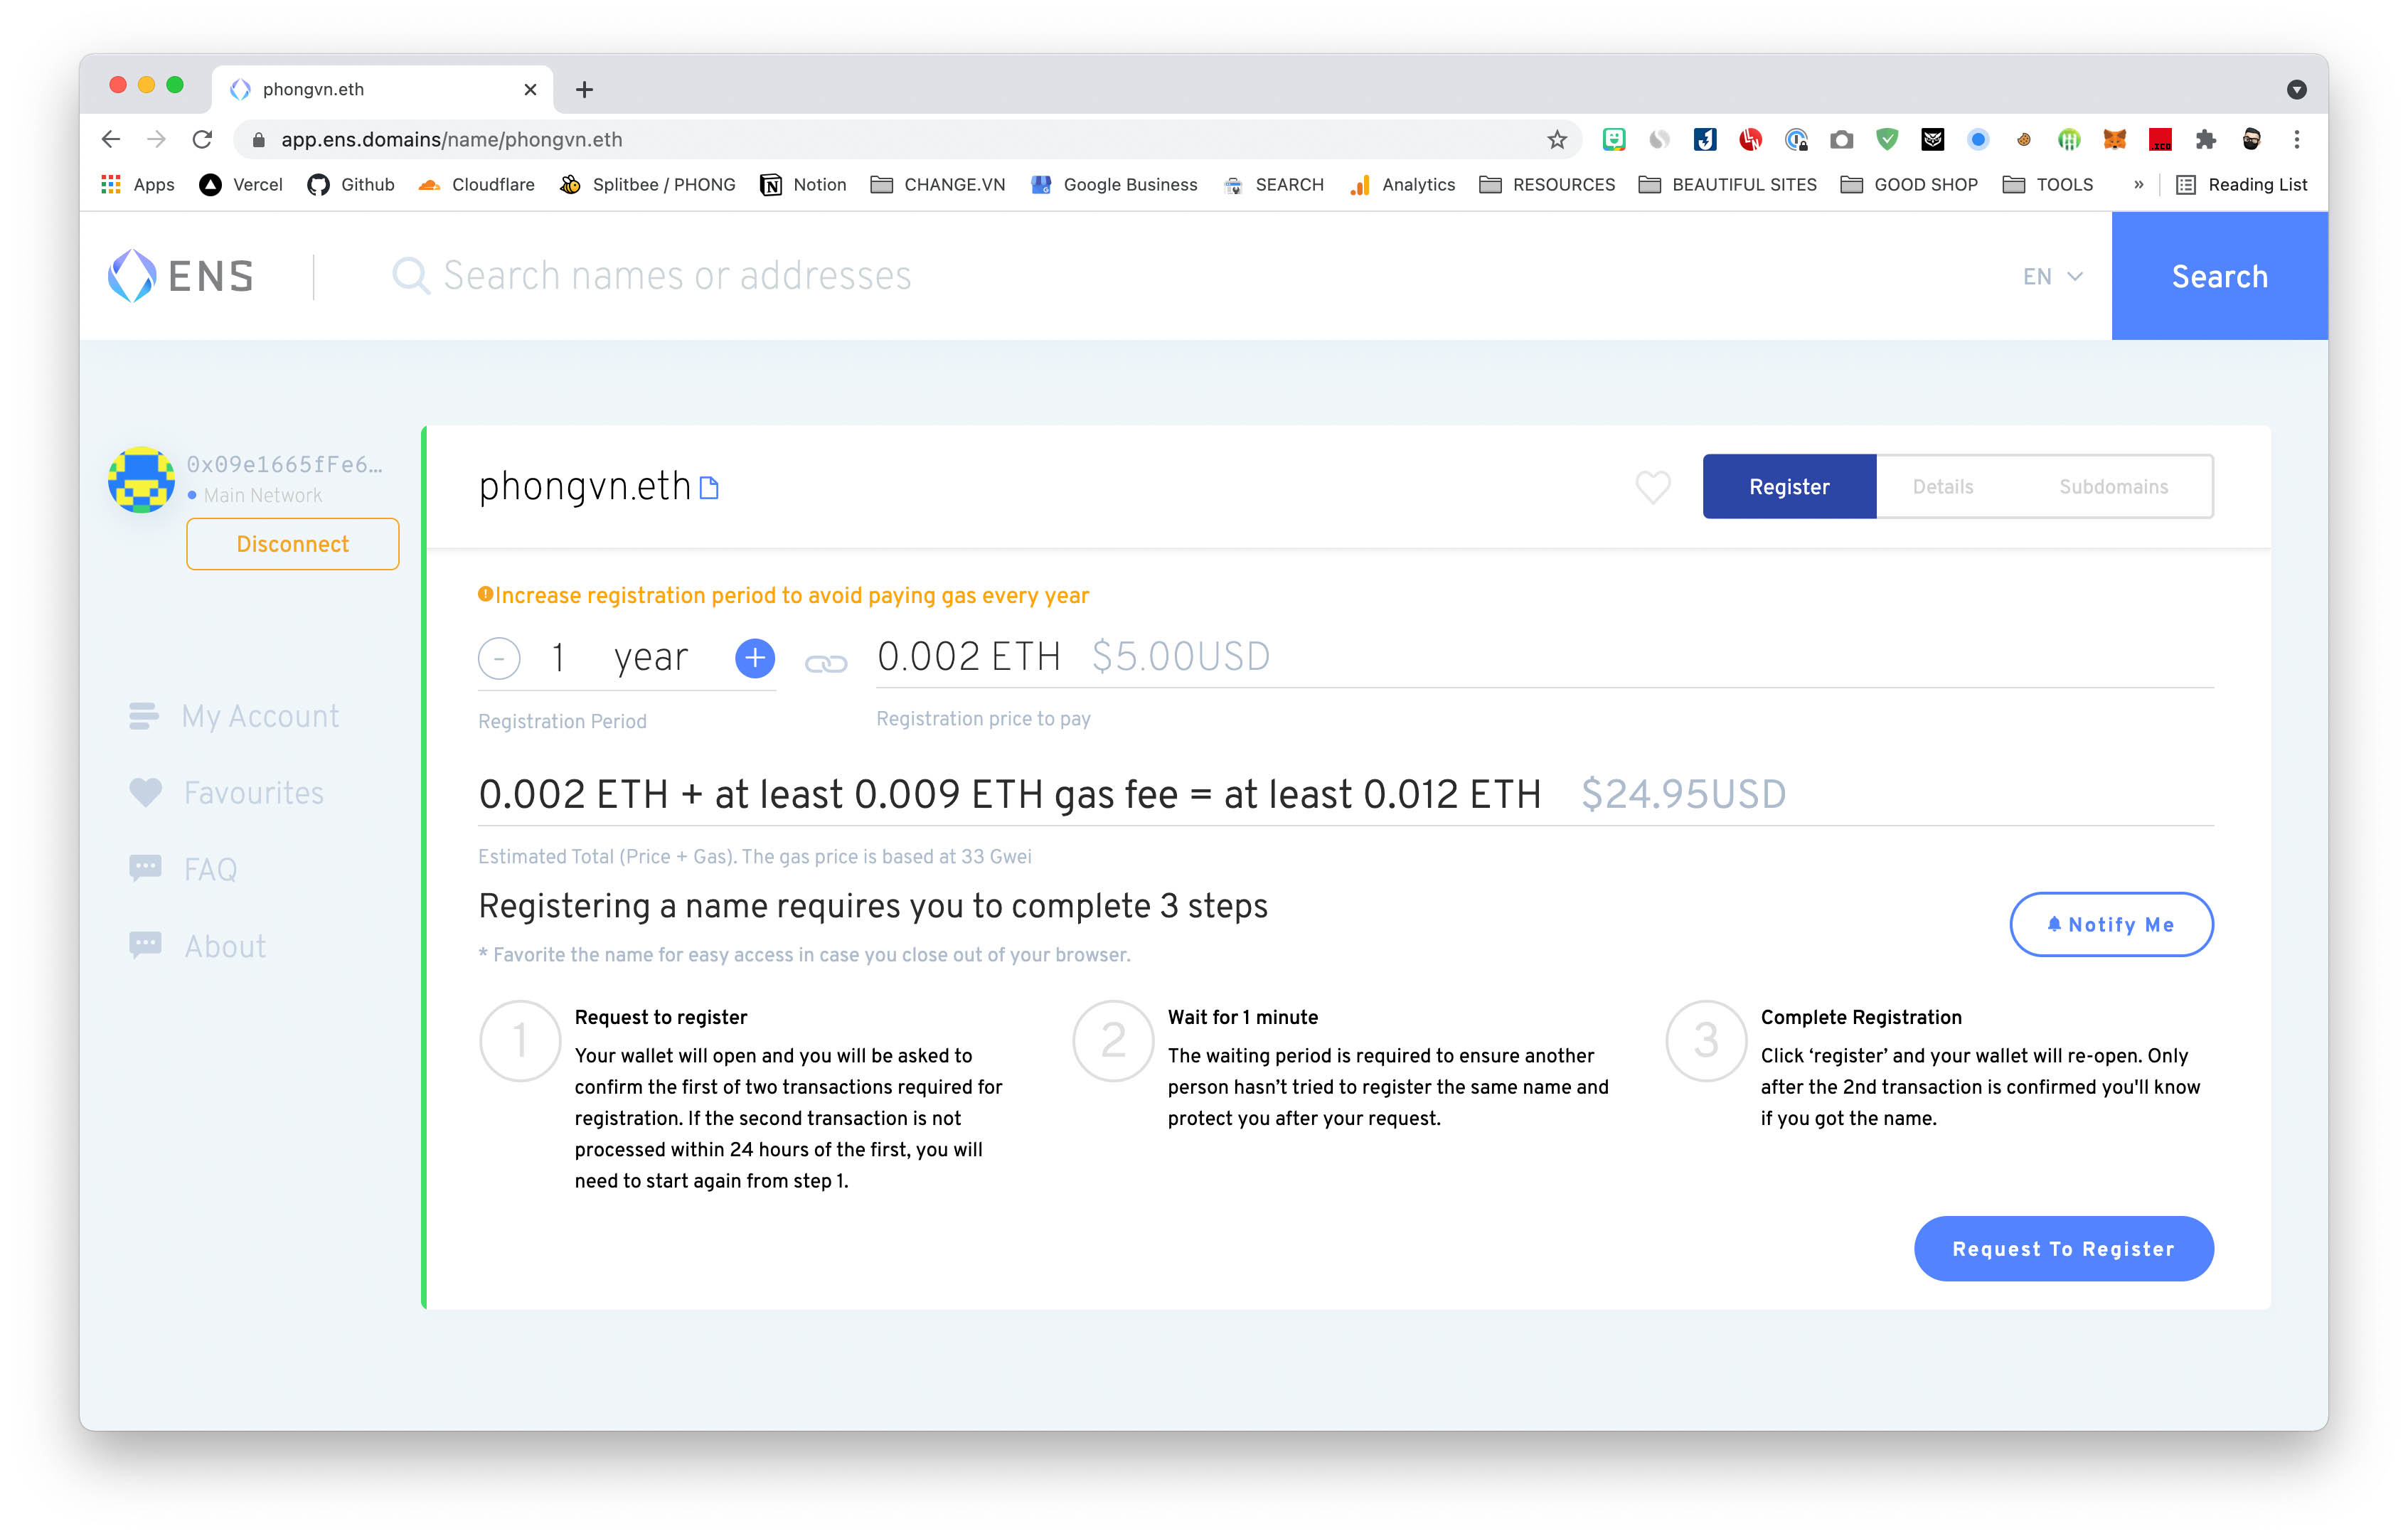 phongvn.eth
app.ens.domains/name/phongvn.eth
Apps Vercel Github Cloudflare Splitbee / PHONG Notion CHANGE.VN Google Business SEARCH Analytics RESOURCES BEAUTIFUL SITES GOOD SHOP TOOLS » Reading List
ENS Search names or addresses EN Search
0x09e1665fFe6...
Main Network
Disconnect
My Account
Favourites
FAQ
About
phongvn.eth Register Details Subdomains
Increase registration period to avoid paying gas every year
- 1 year + 0.002 ETH $5.00USD
Registration Period Registration price to pay
0.002 ETH + at least 0.009 ETH gas fee = at least 0.012 ETH $24.95USD
Estimated Total (Price + Gas). The gas price is based at 33 Gwei
Registering a name requires you to complete 3 steps
* Favorite the name for easy access in case you close out of your browser.
Notify Me
1
Request to register
Your wallet will open and you will be asked to
confirm the first of two transactions required for
registration. If the second transaction is not
processed within 24 hours of the first, you will
need to start again from step 1.
2
Wait for 1 minute
The waiting period is required to ensure another
person hasn’t tried to register the same name and
protect you after your request.
3
Complete Registration
Click ‘register’ and your wallet will re-open. Only
after the 2nd transaction is confirmed you'll know
if you got the name.
Request To Register